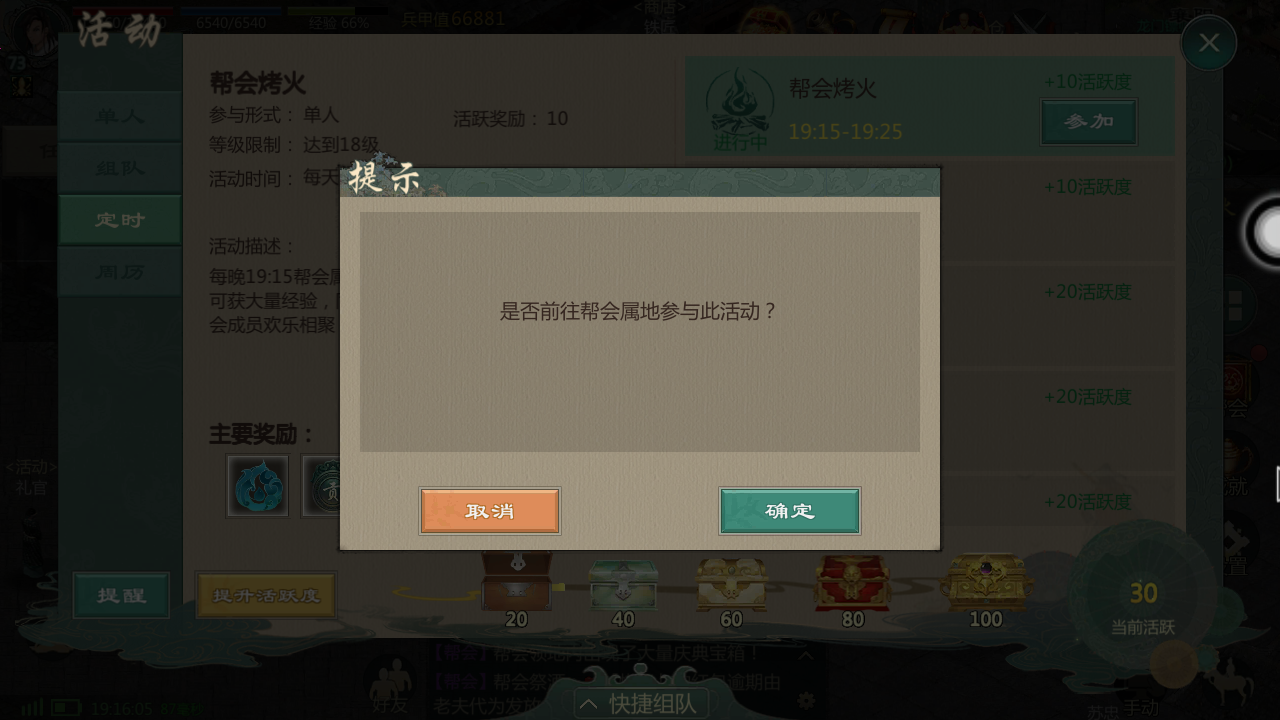 6540/6540
经验 66%
兵甲值66881
<商店>
活动
73
单人
组队
定时
周历
帮会烤火
参与形式： 单人
活跃奖励： 10
等级限制： 达到18级
活动时间： 每天
活动描述：
每晚19:15帮会属
可获大量经验，
会成员欢乐相聚
主要奖励：
帮会烤火
19:15-19:25
进行中
+10活跃度
参加
+10活跃度
+20活跃度
+20活跃度
+20活跃度
提示
是否前往帮会属地参与此活动？
取消
确定
<活动>
礼官
提醒
提升活跃度
20
40
60
80
100
30
当前活跃
好友
老夫代为发放
快捷组队
手动
19:16:05